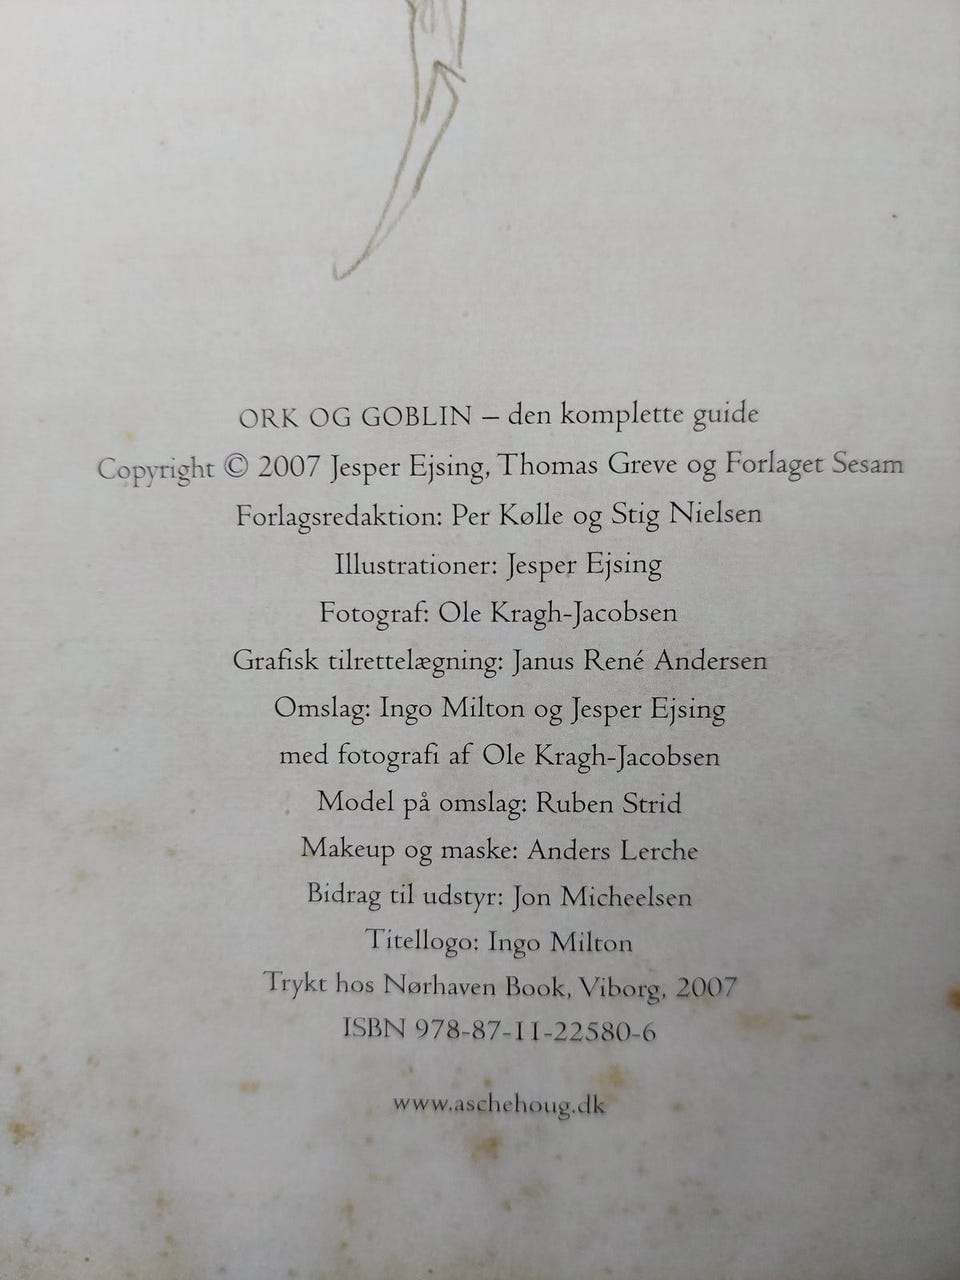 ORK OG GOBLIN – den komplette guide
Copyright © 2007 Jesper Ejsing, Thomas Greve og Forlaget Sesam
Forlagsredaktion: Per Kølle og Stig Nielsen
Illustrationer: Jesper Ejsing
Fotograf: Ole Kragh-Jacobsen
Grafisk tilrettelægning: Janus René Andersen
Omslag: Ingo Milton og Jesper Ejsing
med fotografi af Ole Kragh-Jacobsen
Model på omslag: Ruben Strid
Makeup og maske: Anders Lerche
Bidrag til udstyr: Jon Micheelsen
Titellogo: Ingo Milton
Trykt hos Nørhaven Book, Viborg, 2007
ISBN 978-87-11-22580-6
www.aschehoug.dk